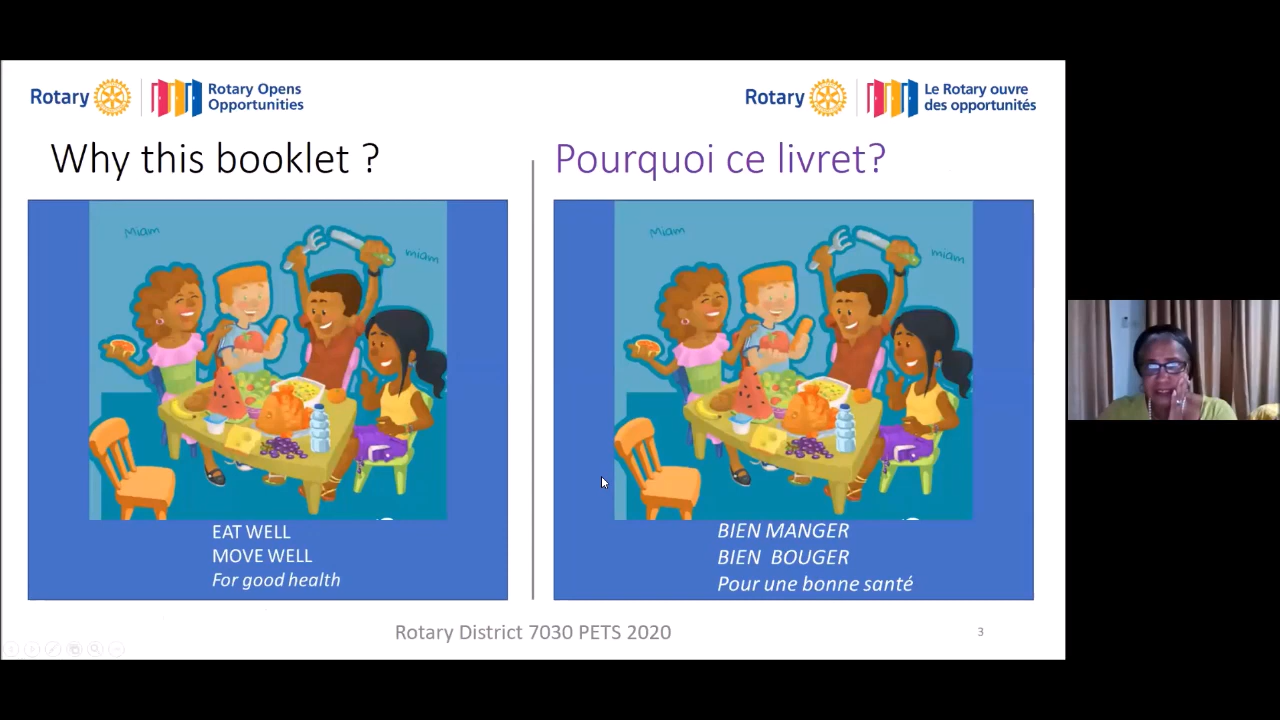 Rotary
Rotary Opens
Opportunities
Rotary
Le Rotary ouvre
des opportunités
Why this booklet ?
Pourquoi ce livret?
Miam
miam
Miam
miam
EAT WELL
MOVE WELL
For good health
BIEN MANGER
BIEN BOUGER
Pour une bonne santé
Rotary District 7030 PETS 2020
3